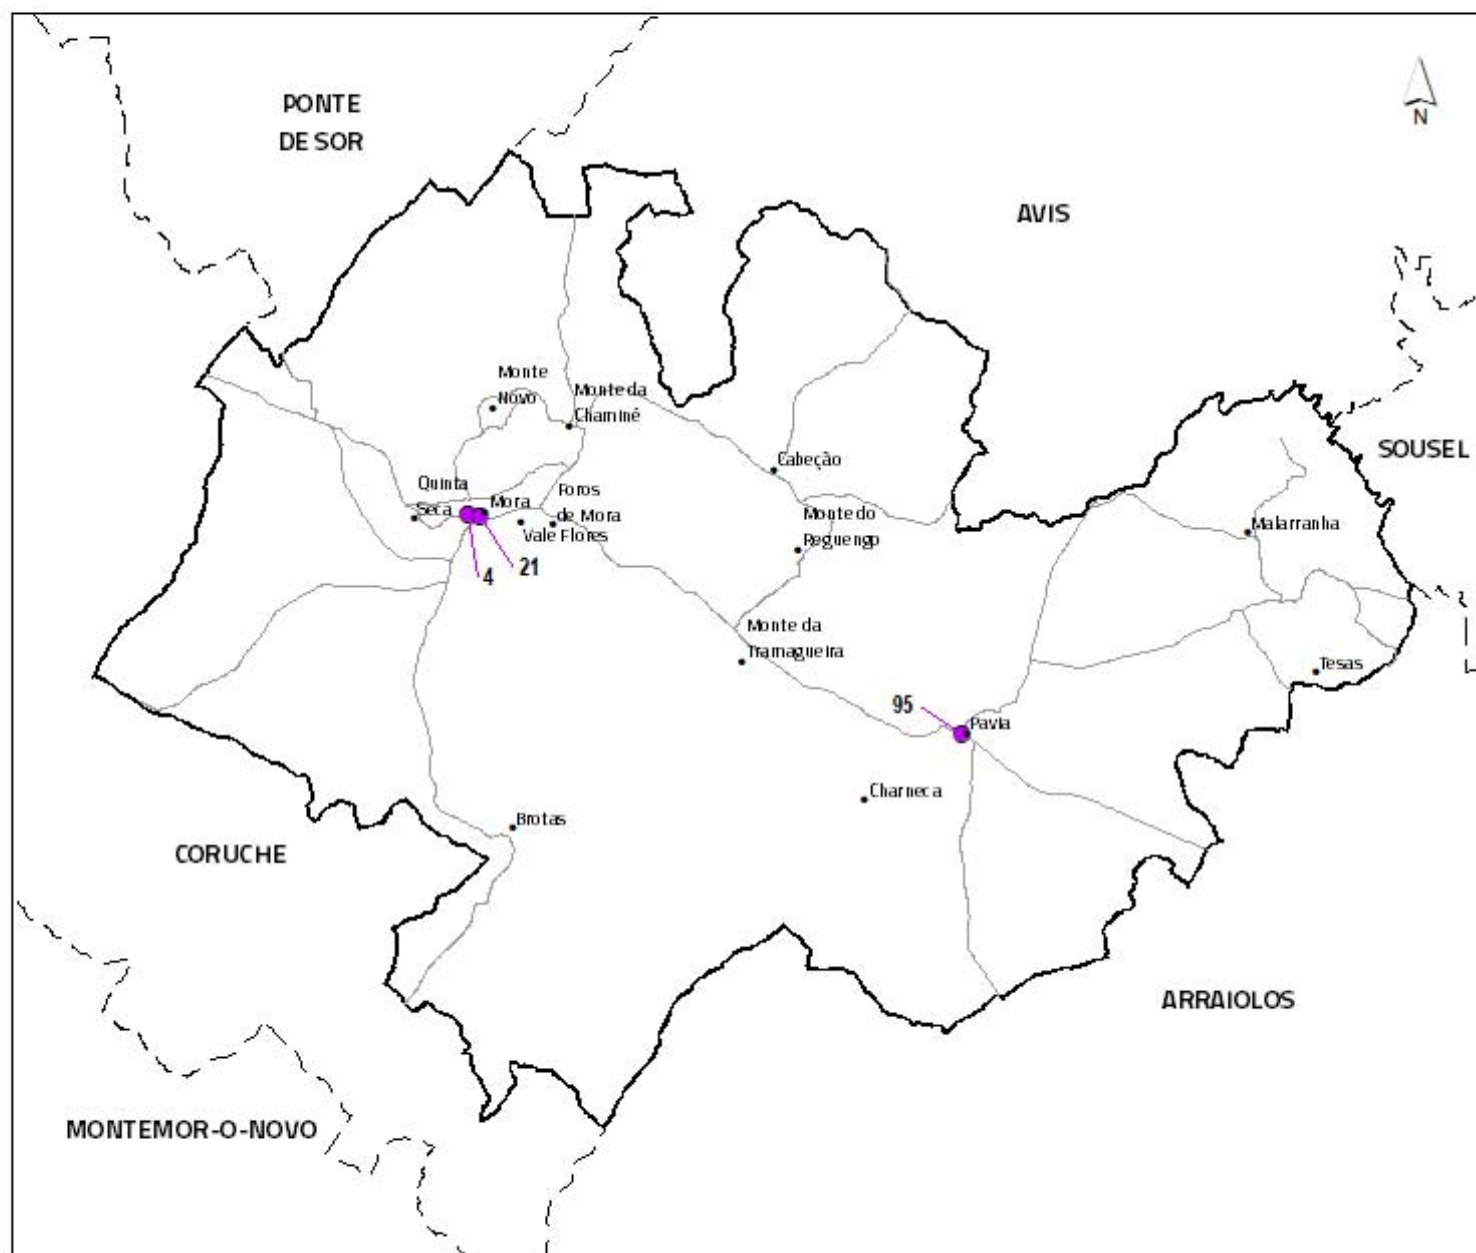 PONTE
DE SOR
N
AVIS
SOUSEL
Monte
Novo
Monte da
Chaminé
Cabeção
Quinta
Seca
Mora
Foros
de Mora
Vale Flores
Monte do
Reguengo
Malarranha
21
4
Monte da
Tramagueira
Tesas
95
Pavia
Charneca
Brotas
CORUCHE
ARRAIOLOS
MONTEMOR-O-NOVO